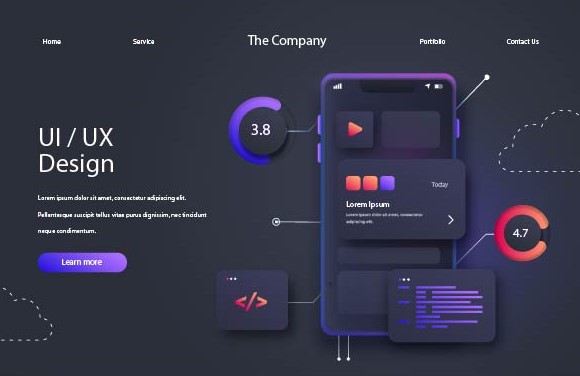 Home
Service
The Company
Portfolio
Contact Us
UI / UX
Design
Lorem ipsum dolor sit amet, consectetur adipiscing elit.
Pellentesque suscipit tellus vitae purus dignissim, nec tincidunt
neque condimentum.
Learn more
3.8
Today
Lorem Ipsum
Lorem ipsum dolor sit amet, consectetur
adipiscing elit.
4.7
</>